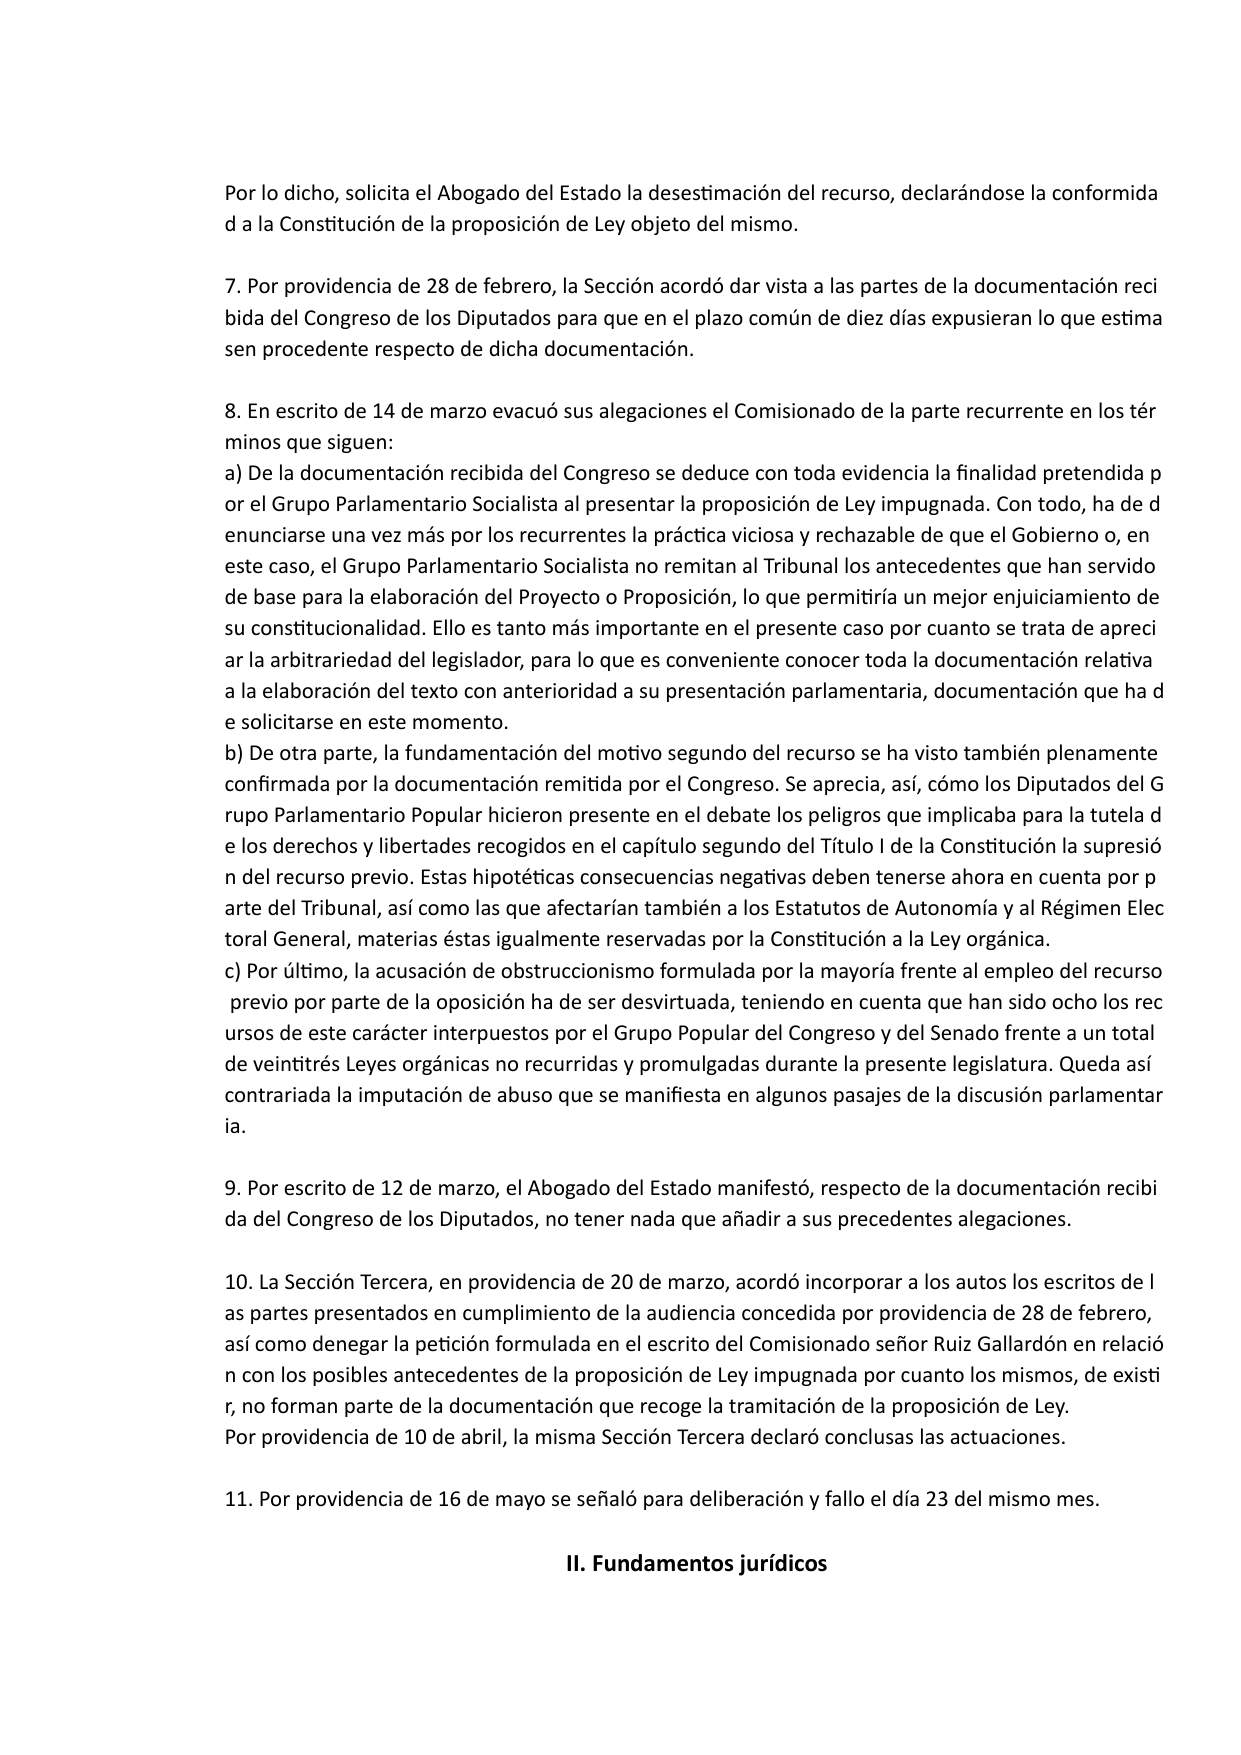 Por lo dicho, solicita el Abogado del Estado la desestimación del recurso, declarándose la conformida
d a la Constitución de la proposición de Ley objeto del mismo.
7. Por providencia de 28 de febrero, la Sección acordó dar vista a las partes de la documentación reci
bida del Congreso de los Diputados para que en el plazo común de diez días expusieran lo que estima
sen procedente respecto de dicha documentación.
8. En escrito de 14 de marzo evacuó sus alegaciones el Comisionado de la parte recurrente en los tér
minos que siguen:
a) De la documentación recibida del Congreso se deduce con toda evidencia la finalidad pretendida p
or el Grupo Parlamentario Socialista al presentar la proposición de Ley impugnada. Con todo, ha de d
enunciarse una vez más por los recurrentes la práctica viciosa y rechazable de que el Gobierno o, en
este caso, el Grupo Parlamentario Socialista no remitan al Tribunal los antecedentes que han servido
de base para la elaboración del Proyecto o Proposición, lo que permitiría un mejor enjuiciamiento de
su constitucionalidad. Ello es tanto más importante en el presente caso por cuanto se trata de apreci
ar la arbitrariedad del legislador, para lo que es conveniente conocer toda la documentación relativa
a la elaboración del texto con anterioridad a su presentación parlamentaria, documentación que ha d
e solicitarse en este momento.
b) De otra parte, la fundamentación del motivo segundo del recurso se ha visto también plenamente
confirmada por la documentación remitida por el Congreso. Se aprecia, así, cómo los Diputados del G
rupo Parlamentario Popular hicieron presente en el debate los peligros que implicaba para la tutela d
e los derechos y libertades recogidos en el capítulo segundo del Título I de la Constitución la supresió
n del recurso previo. Estas hipotéticas consecuencias negativas deben tenerse ahora en cuenta por p
arte del Tribunal, así como las que afectarían también a los Estatutos de Autonomía y al Régimen Elec
toral General, materias éstas igualmente reservadas por la Constitución a la Ley orgánica.
c) Por último, la acusación de obstruccionismo formulada por la mayoría frente al empleo del recurso
previo por parte de la oposición ha de ser desvirtuada, teniendo en cuenta que han sido ocho los rec
ursos de este carácter interpuestos por el Grupo Popular del Congreso y del Senado frente a un total
de veintitrés Leyes orgánicas no recurridas y promulgadas durante la presente legislatura. Queda así
contrariada la imputación de abuso que se manifiesta en algunos pasajes de la discusión parlamentar
ia.
9. Por escrito de 12 de marzo, el Abogado del Estado manifestó, respecto de la documentación recibi
da del Congreso de los Diputados, no tener nada que añadir a sus precedentes alegaciones.
10. La Sección Tercera, en providencia de 20 de marzo, acordó incorporar a los autos los escritos de l
as partes presentados en cumplimiento de la audiencia concedida por providencia de 28 de febrero,
así como denegar la petición formulada en el escrito del Comisionado señor Ruiz Gallardón en relació
n con los posibles antecedentes de la proposición de Ley impugnada por cuanto los mismos, de existi
r, no forman parte de la documentación que recoge la tramitación de la proposición de Ley.
Por providencia de 10 de abril, la misma Sección Tercera declaró conclusas las actuaciones.
11. Por providencia de 16 de mayo se señaló para deliberación y fallo el día 23 del mismo mes.
II. Fundamentos jurídicos